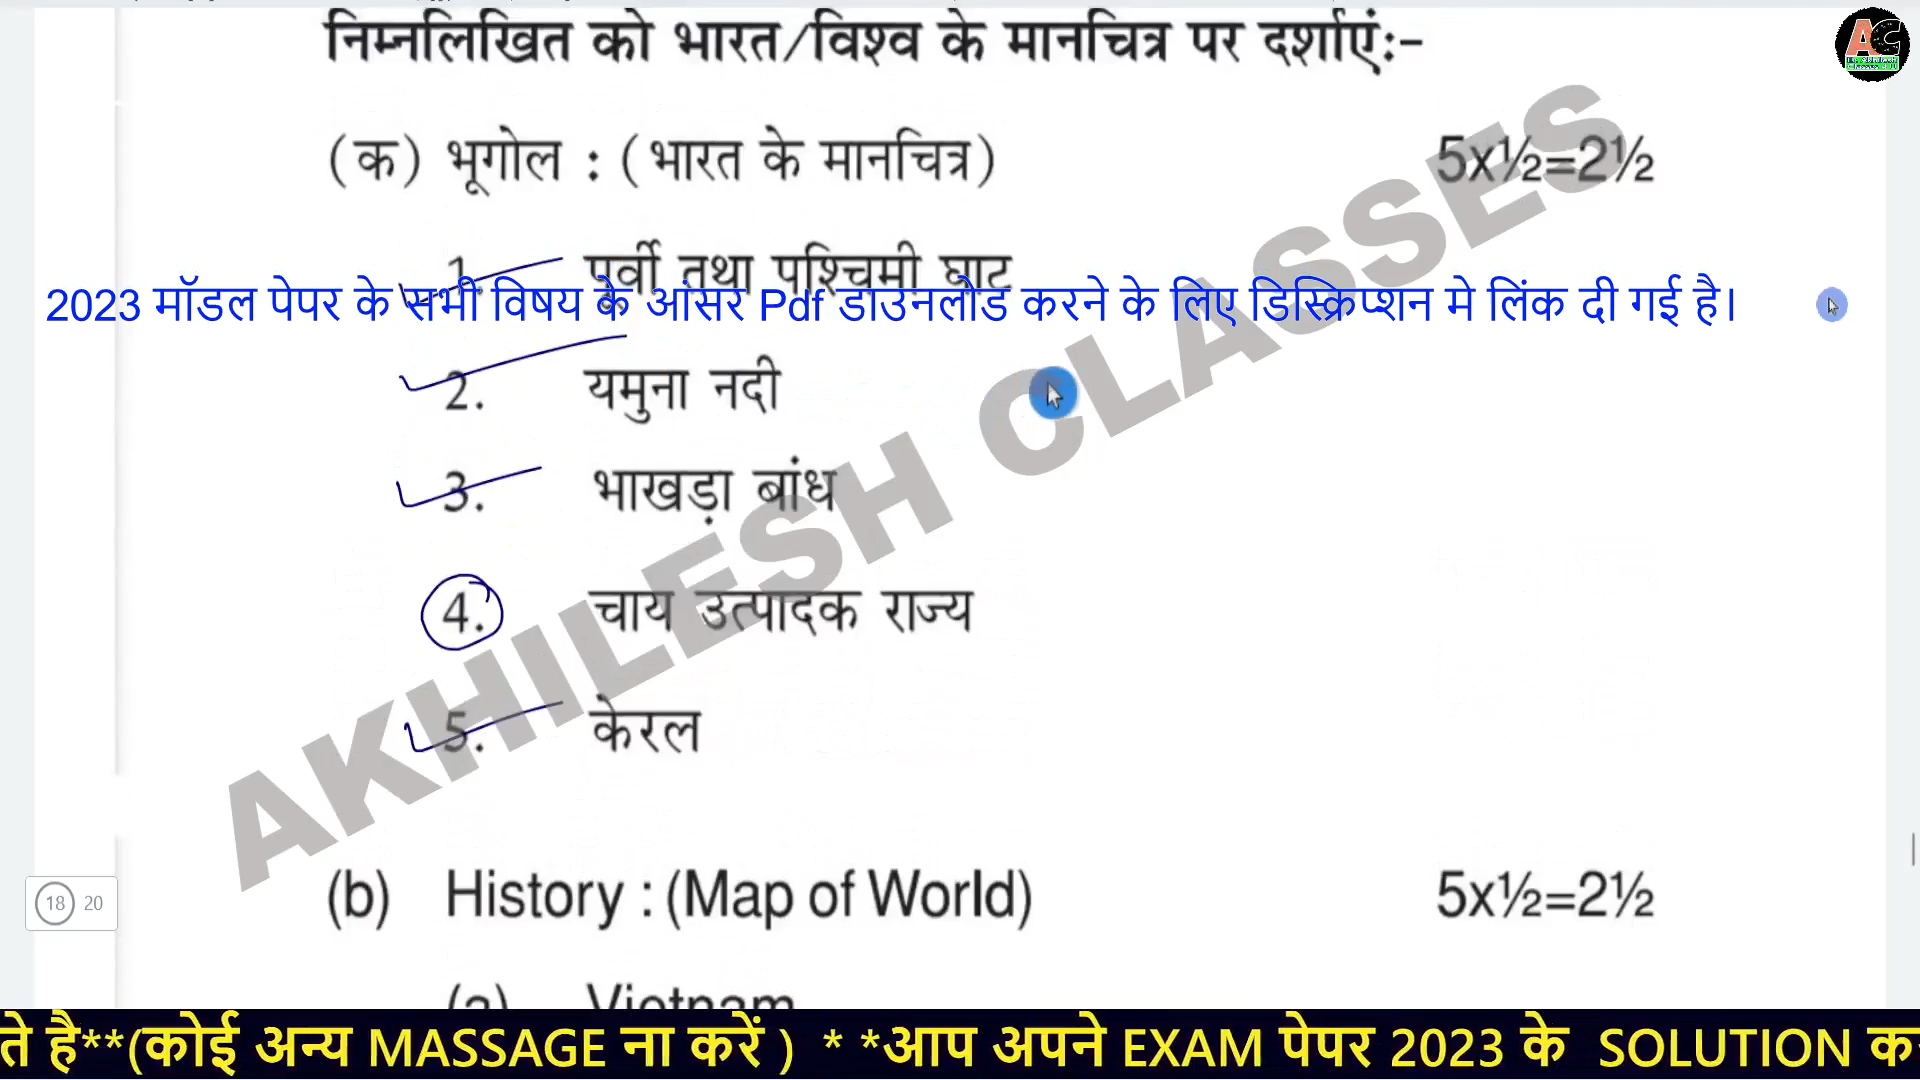 निम्नलिखित को भारत/विश्व के मानचित्र पर दर्शाएं:-
(क) भूगोल : (भारत के मानचित्र) 5x½=2½
1. पूर्वी तथा पश्चिमी घाट
2023 मॉडल पेपर के सभी विषय के आंसर Pdf डाउनलोड करने के लिए डिस्क्रिप्शन मे लिंक दी गई है।
2. यमुना नदी
3. भाखड़ा बांध
4. चाय उत्पादक राज्य
5. केरल
AKHILESH CLASSES
(b) History : (Map of World) 5x½=2½
18 20
(a) Vietnam
ते है**(कोई अन्य MASSAGE ना करें ) * *आप अपने EXAM पेपर 2023 के SOLUTION क
AC